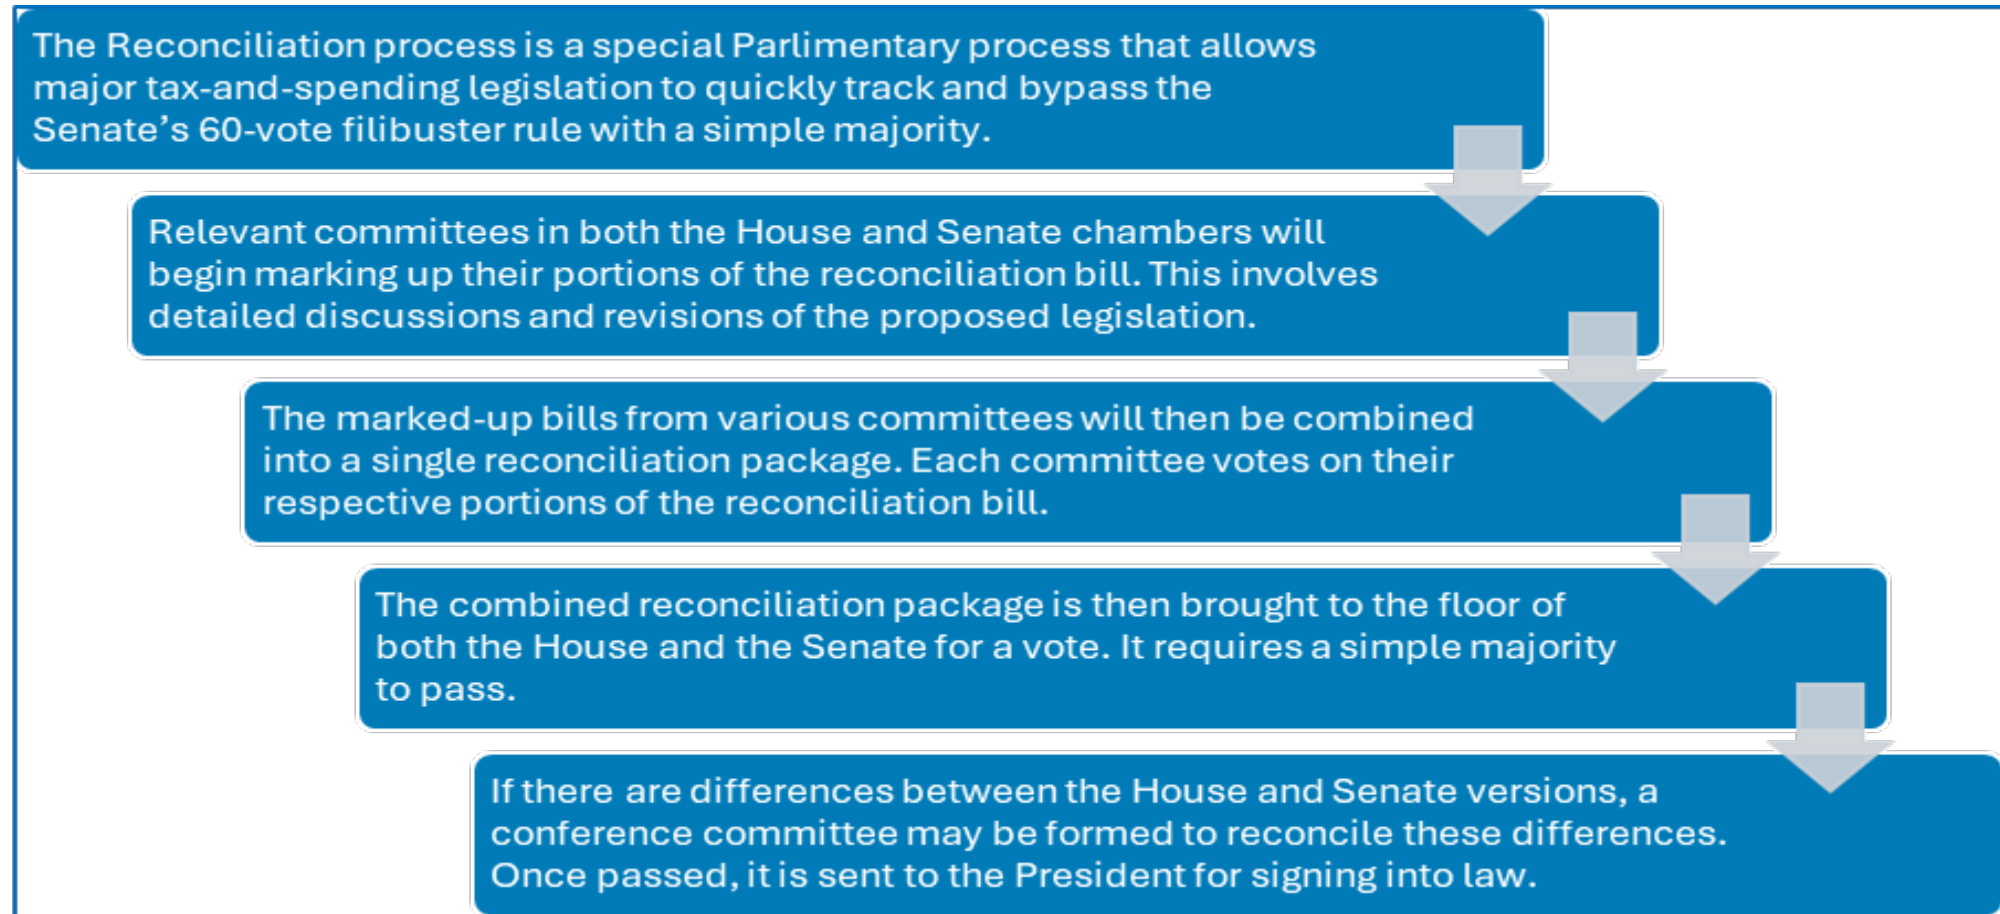 The Reconciliation process is a special Parlimentary process that allows
major tax-and-spending legislation to quickly track and bypass the
Senate’s 60-vote filibuster rule with a simple majority.
Relevant committees in both the House and Senate chambers will
begin marking up their portions of the reconciliation bill. This involves
detailed discussions and revisions of the proposed legislation.
The marked-up bills from various committees will then be combined
into a single reconciliation package. Each committee votes on their
respective portions of the reconciliation bill.
The combined reconciliation package is then brought to the floor of
both the House and the Senate for a vote. It requires a simple majority
to pass.
If there are differences between the House and Senate versions, a
conference committee may be formed to reconcile these differences.
Once passed, it is sent to the President for signing into law.